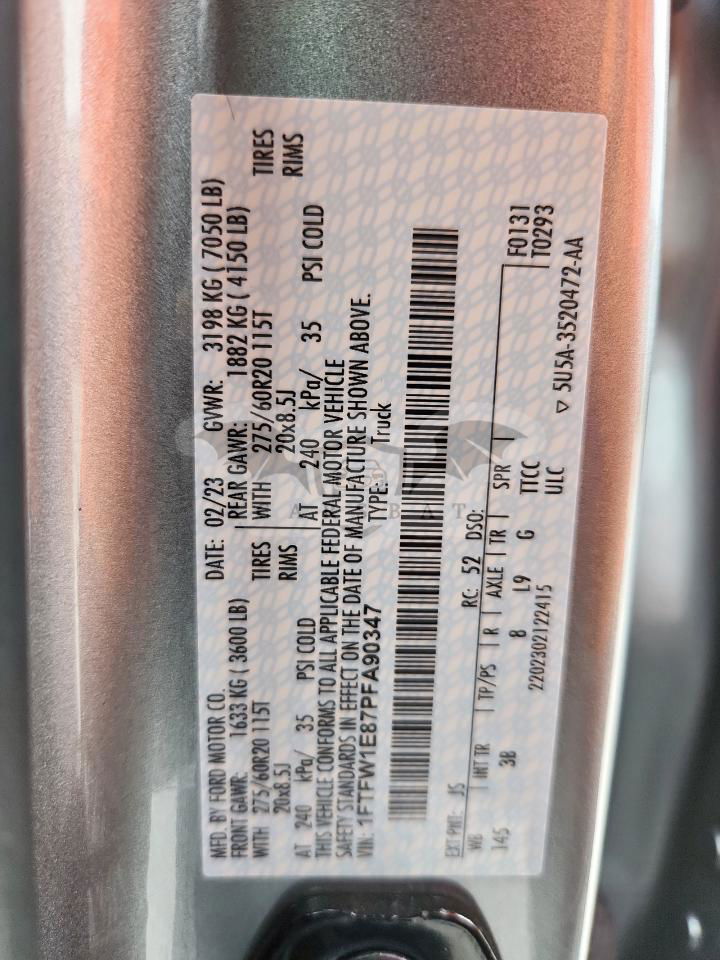 MFD. BY FORD MOTOR CO.
DATE: 02/23 GVWR: 3198 KG ( 7050 LB)
FRONT GAWR: 1633 KG ( 3600 LB)
REAR GAWR: 1882 KG ( 4150 LB)
WITH 275/60R20 115T TIRES
WITH 275/60R20 115T TIRES
20x8.5J RIMS
20x8.5J RIMS
AT 240 kPa/ 35 PSI COLD
AT 240 kPa/ 35 PSI COLD
THIS VEHICLE CONFORMS TO ALL APPLICABLE FEDERAL MOTOR VEHICLE
SAFETY STANDARDS IN EFFECT ON THE DATE OF MANUFACTURE SHOWN ABOVE.
VIN: 1FTFW1E87PFA90347 TYPE: Truck
EXT PNT: JS RC: 52 DSO: F0131
WB INT TR TP/PS R AXLE TR SPR T0293
145 3B 8 L9 G TTCC
ULC
2202302122415
▽ 5U5A-3520472-AA